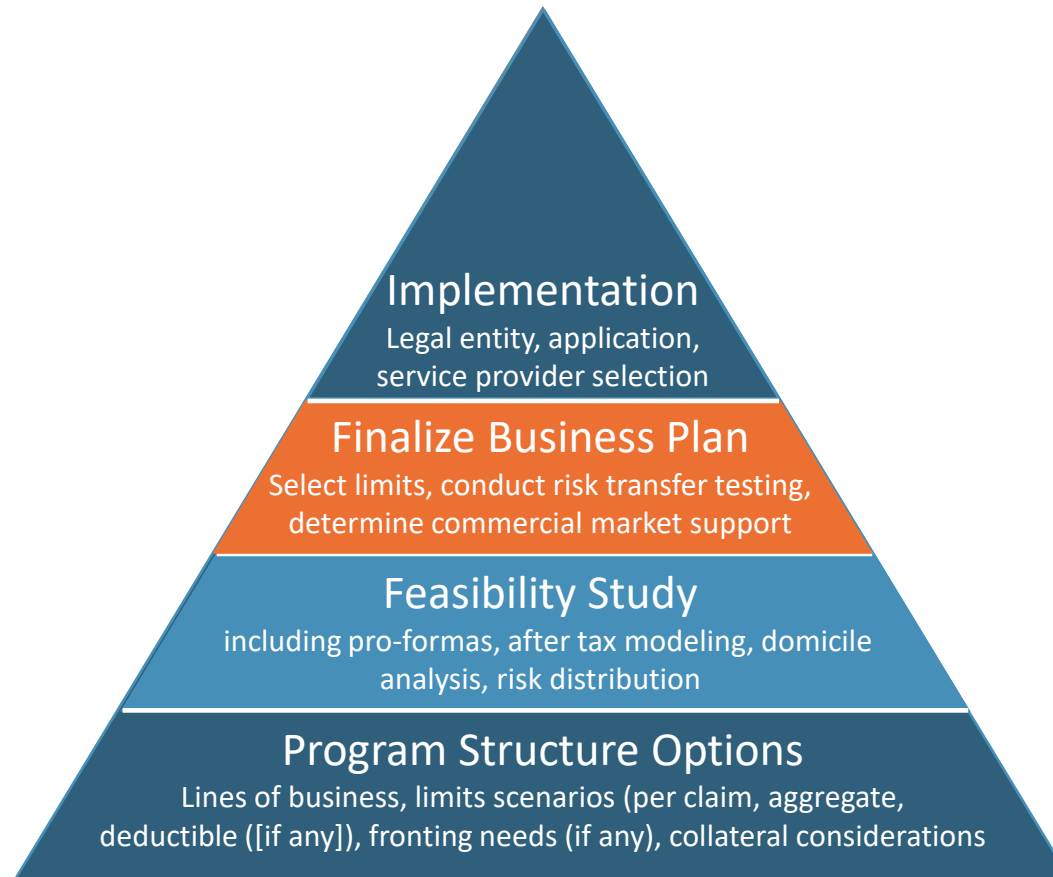 Implementation
Legal entity, application,
service provider selection
Finalize Business Plan
Select limits, conduct risk transfer testing,
determine commercial market support
Feasibility Study
including pro-formas, after tax modeling, domicile
analysis, risk distribution
Program Structure Options
Lines of business, limits scenarios (per claim, aggregate,
deductible ([if any]), fronting needs (if any), collateral considerations